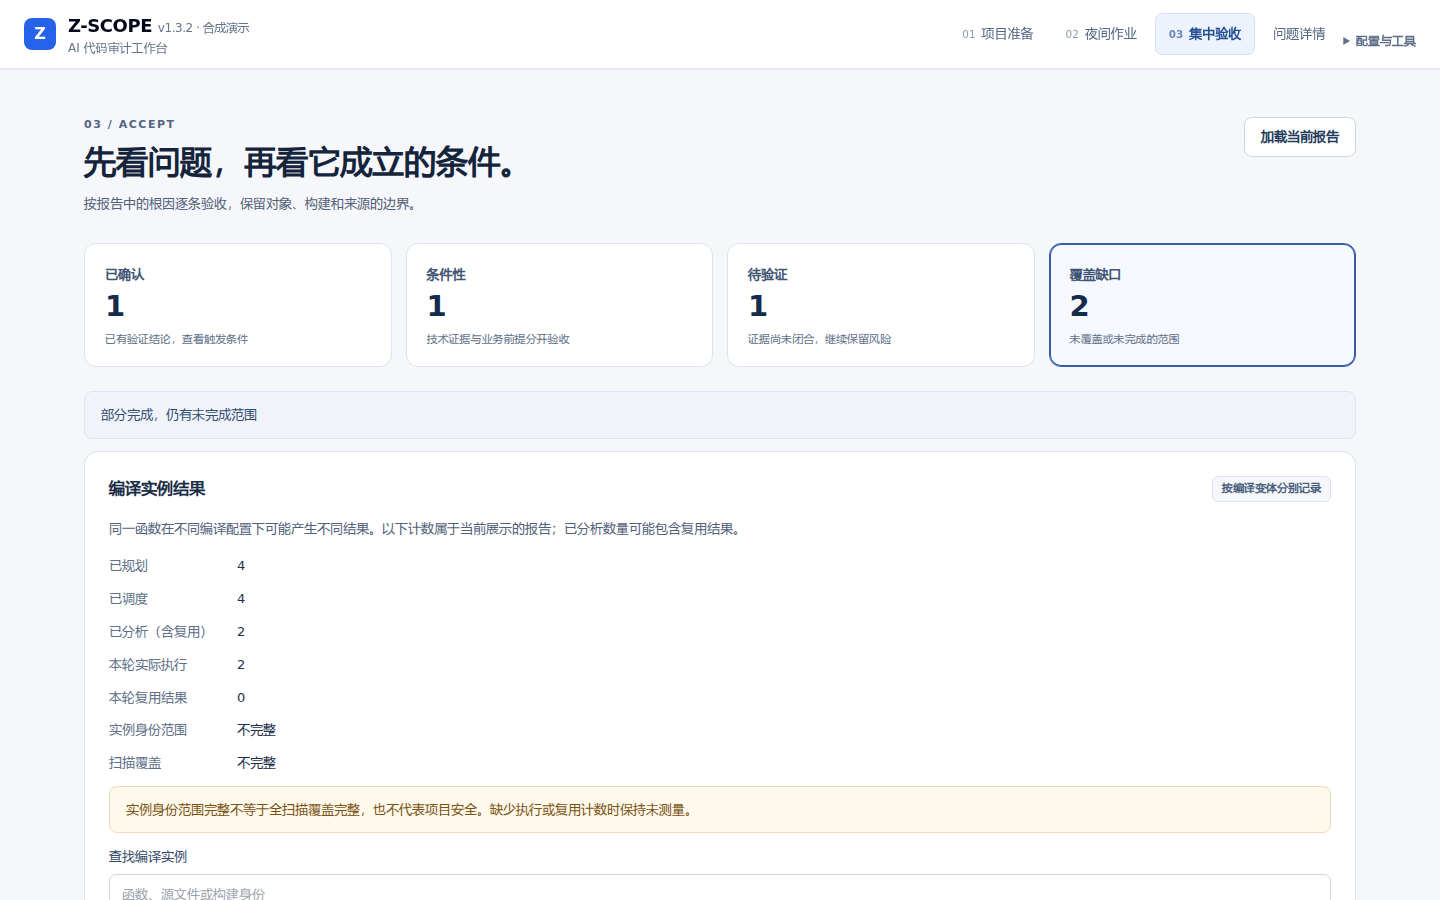 Z
Z-SCOPE v1.3.2 · 合成演示
AI 代码审计工作台
01 项目准备
02 夜间作业
03 集中验收
问题详情
▶ 配置与工具
03 / ACCEPT
先看问题，再看它成立的条件。
按报告中的根因逐条验收，保留对象、构建和来源的边界。
加载当前报告
已确认
1
已有验证结论，查看触发条件
条件性
1
技术证据与业务前提分开验收
待验证
1
证据尚未闭合，继续保留风险
覆盖缺口
2
未覆盖或未完成的范围
部分完成，仍有未完成范围
编译实例结果
按编译变体分别记录
同一函数在不同编译配置下可能产生不同结果。以下计数属于当前展示的报告；已分析数量可能包含复用结果。
已规划 4
已调度 4
已分析（含复用） 2
本轮实际执行 2
本轮复用结果 0
实例身份范围 不完整
扫描覆盖 不完整
实例身份范围完整不等于全扫描覆盖完整，也不代表项目安全。缺少执行或复用计数时保持未测量。
查找编译实例
函数、源文件或构建身份